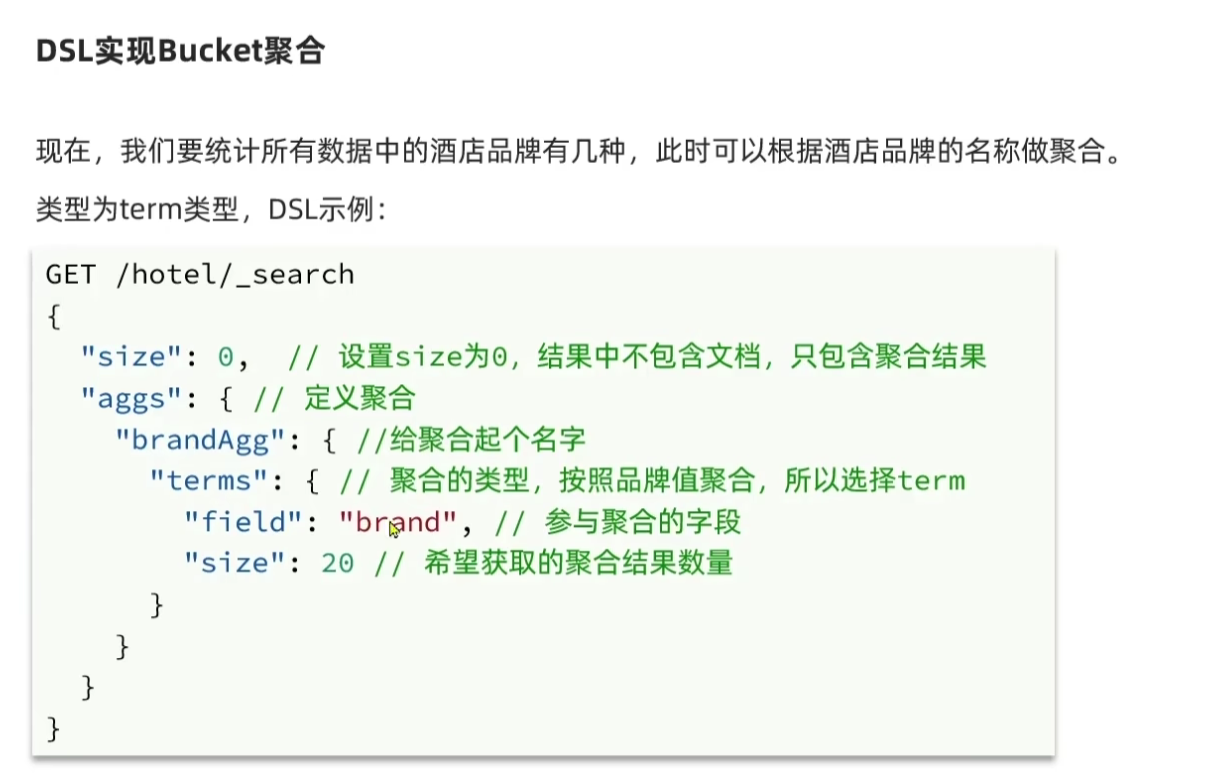 DSL实现Bucket聚合
现在，我们要统计所有数据中的酒店品牌有几种，此时可以根据酒店品牌的名称做聚合。
类型为term类型，DSL示例：
GET /hotel/_search
{
  "size": 0,  // 设置size为0，结果中不包含文档，只包含聚合结果
  "aggs": { // 定义聚合
    "brandAgg": { //给聚合起个名字
      "terms": { // 聚合的类型，按照品牌值聚合，所以选择term
        "field": "brand", // 参与聚合的字段
        "size": 20 // 希望获取的聚合结果数量
      }
    }
  }
}